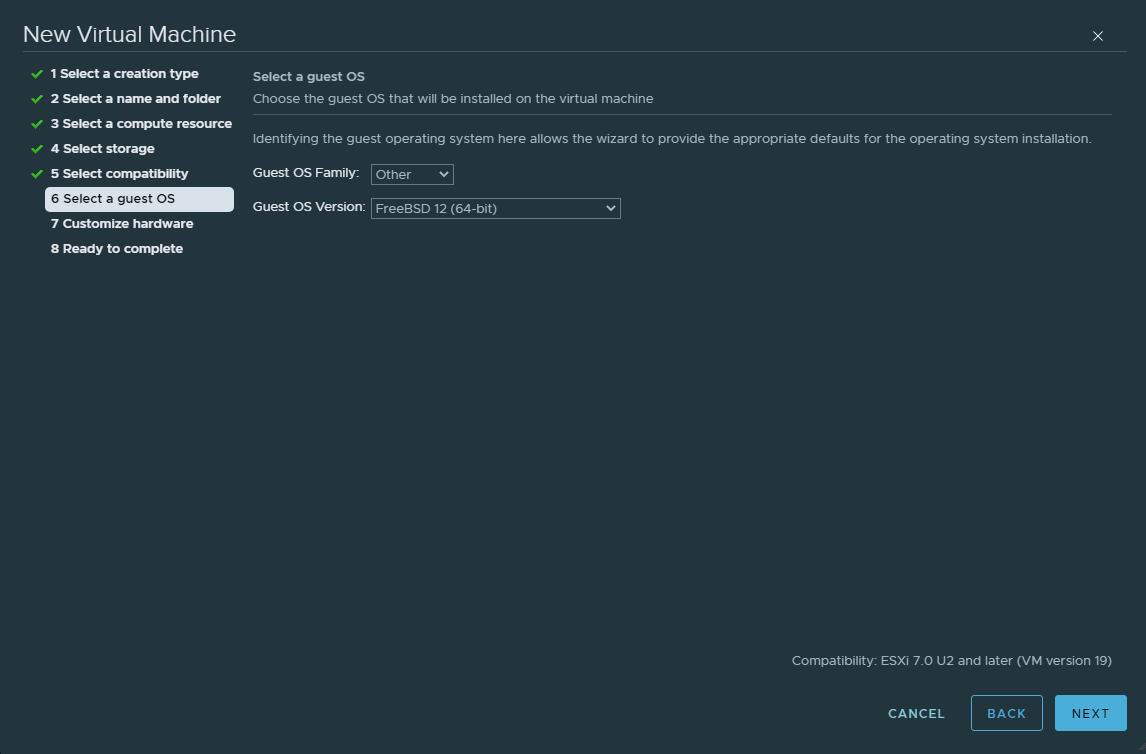 New Virtual Machine
1 Select a creation type
2 Select a name and folder
3 Select a compute resource
4 Select storage
5 Select compatibility
6 Select a guest OS
7 Customize hardware
8 Ready to complete
Select a guest OS
Choose the guest OS that will be installed on the virtual machine
Identifying the guest operating system here allows the wizard to provide the appropriate defaults for the operating system installation.
Guest OS Family: Other
Guest OS Version: FreeBSD 12 (64-bit)
Compatibility: ESXi 7.0 U2 and later (VM version 19)
CANCEL BACK NEXT